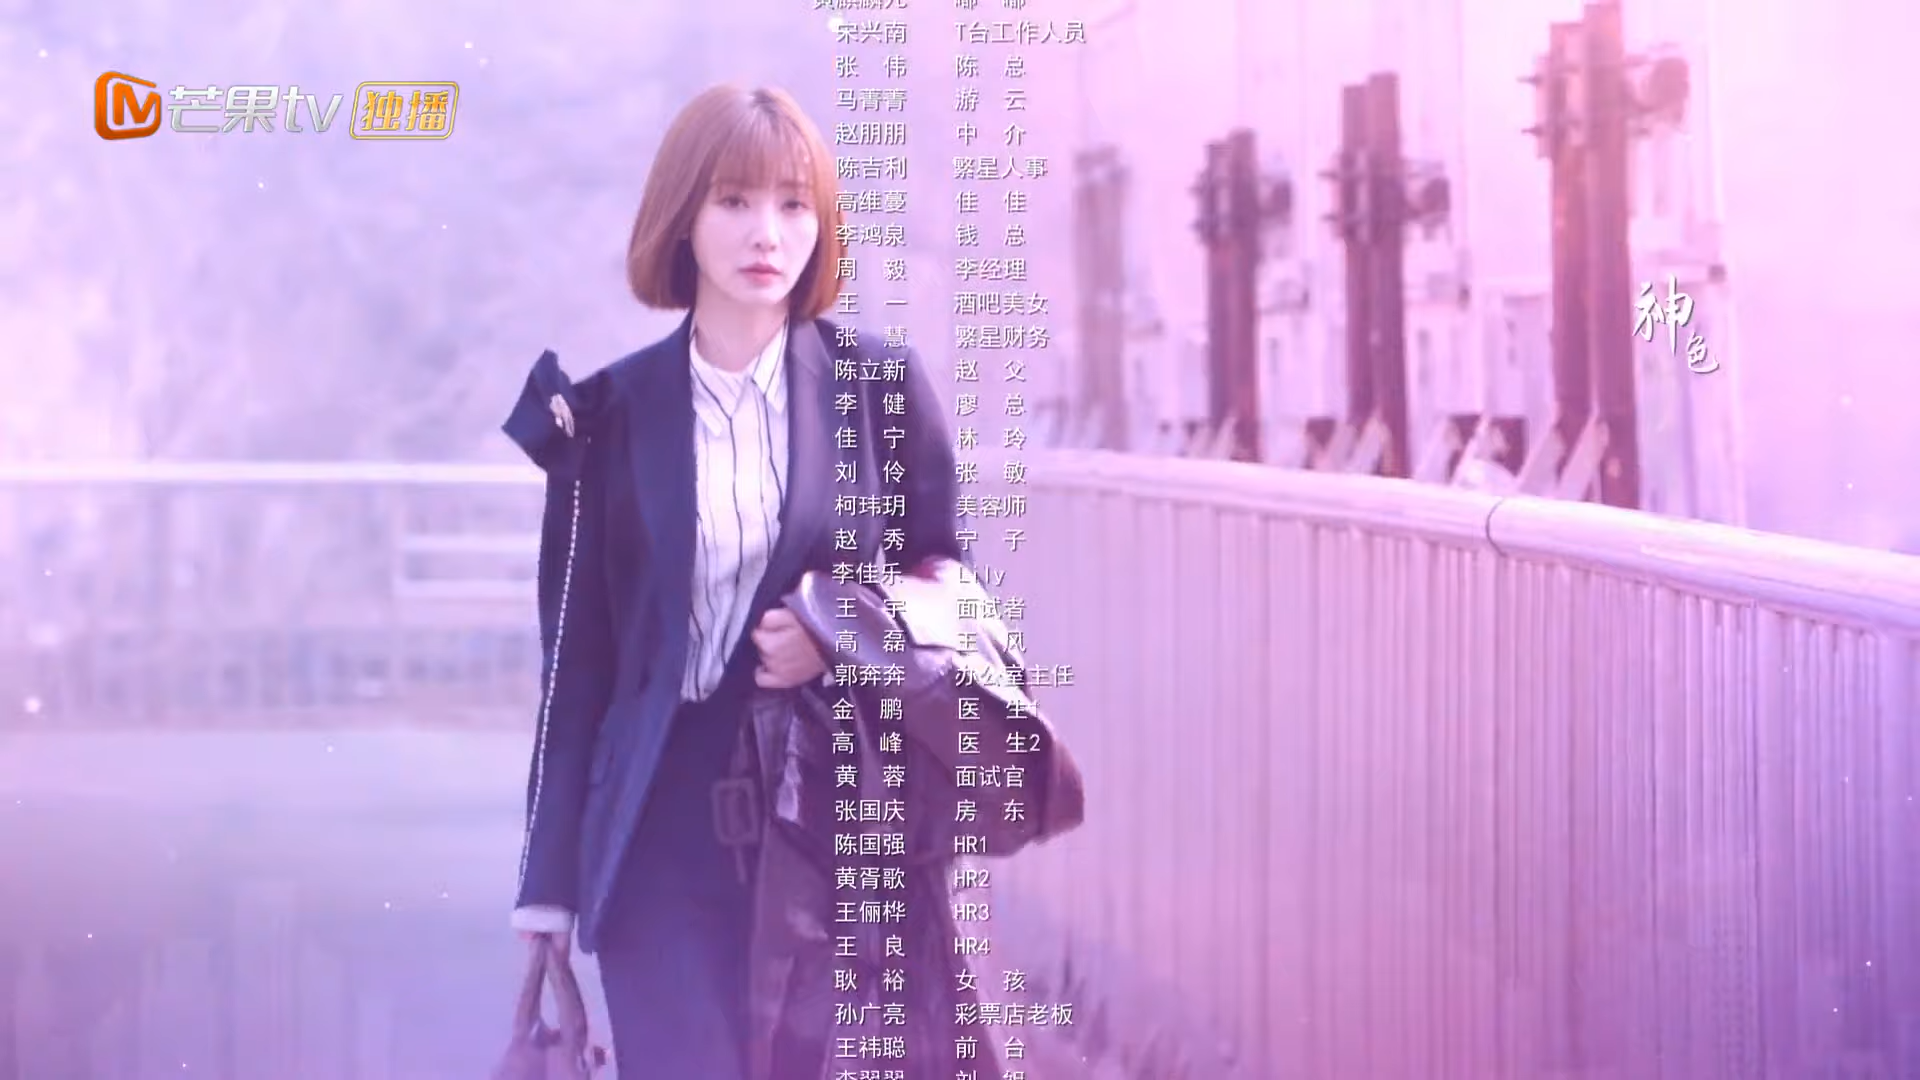 芒果tv 独播
宋兴南 T台工作人员
张 伟 陈 总
马菁菁 游 云
赵朋朋 中 介
陈吉利 繁星人事
高维蔓 佳 佳
李鸿泉 钱 总
周 毅 李经理
王 一 酒吧美女
张 慧 繁星财务
陈立新 赵 父
李 健 廖 总
佳 宁 林 玲
刘 伶 张 敏
柯玮玥 美容师
赵 秀 宁 子
李佳乐 Lily
王 宇 面试者
高 磊 王 风
郭奔奔 办公室主任
金 鹏 医 生1
高 峰 医 生2
黄 蓉 面试官
张国庆 房 东
陈国强 HR1
黄胥歌 HR2
王俪桦 HR3
王 良 HR4
耿 裕 女 孩
孙广亮 彩票店老板
王祎聪 前 台
神色